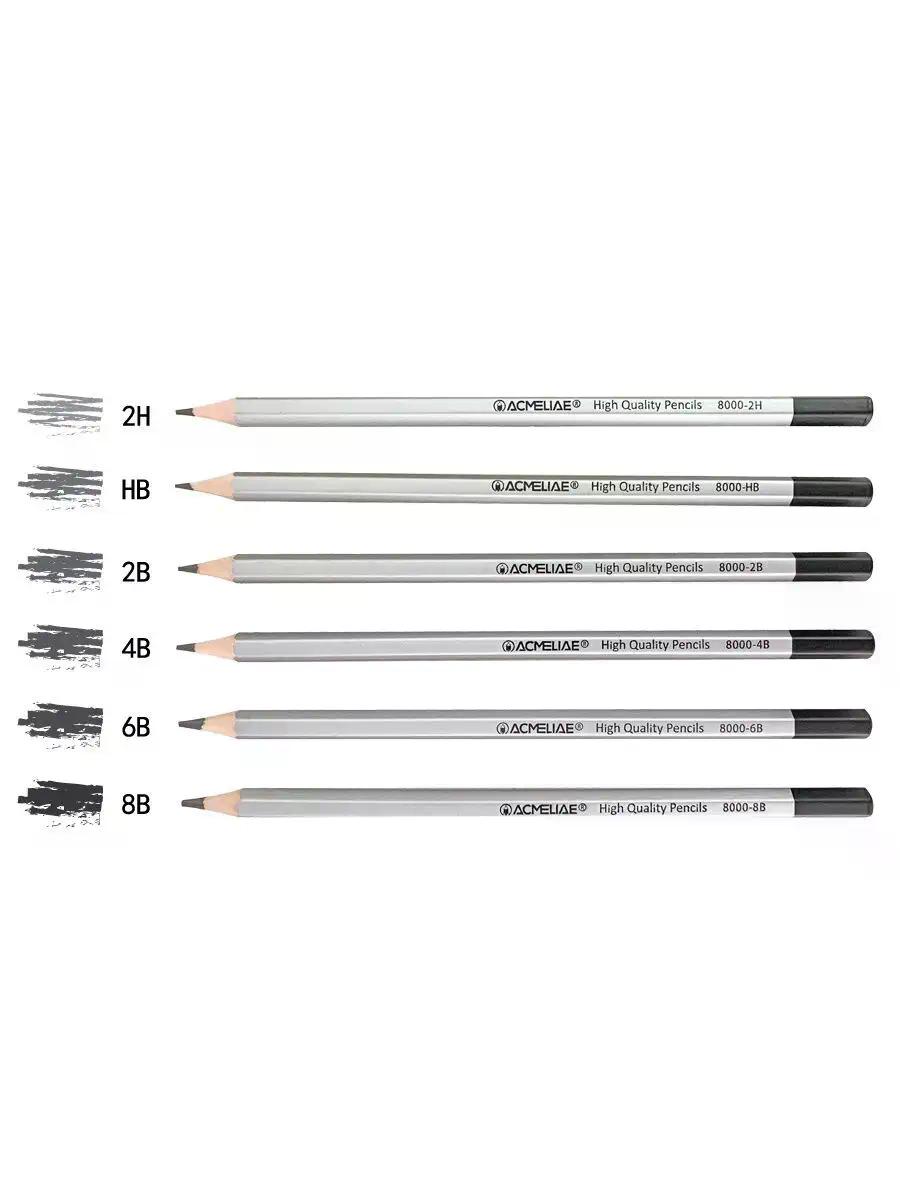 2H ACMELIAE® High Quality Pencils 8000-2H
HB ACMELIAE® High Quality Pencils 8000-HB
2B ACMELIAE® High Quality Pencils 8000-2B
4B ACMELIAE® High Quality Pencils 8000-4B
6B ACMELIAE® High Quality Pencils 8000-6B
8B ACMELIAE® High Quality Pencils 8000-8B